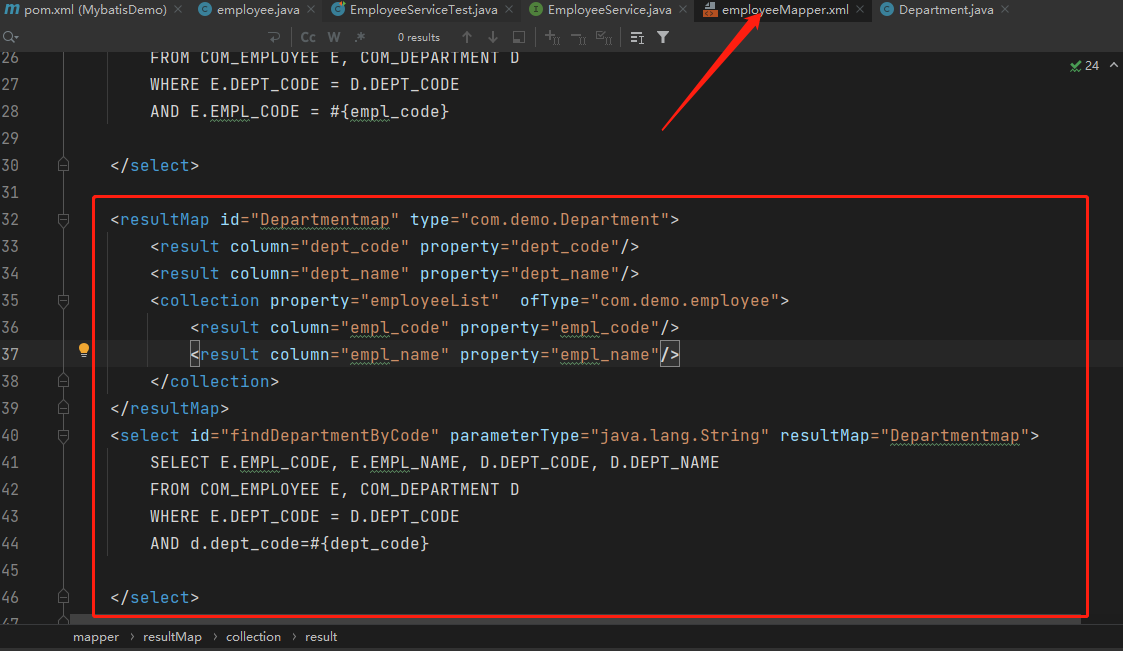 pom.xml (MybatisDemo) employee.java EmployeeServiceTest.java EmployeeService.java employeeMapper.xml Department.java
Cc W .* 0 results
26 FROM COM_EMPLOYEE E, COM_DEPARTMENT D
24
27 WHERE E.DEPT_CODE = D.DEPT_CODE
28 AND E.EMPL_CODE = #{empl_code}
29
30 </select>
31
32 <resultMap id="Departmentmap" type="com.demo.Department">
33 <result column="dept_code" property="dept_code"/>
34 <result column="dept_name" property="dept_name"/>
35 <collection property="employeeList"  ofType="com.demo.employee">
36 <result column="empl_code" property="empl_code"/>
37 <result column="empl_name" property="empl_name"/>
38 </collection>
39 </resultMap>
40 <select id="findDepartmentByCode" parameterType="java.lang.String" resultMap="Departmentmap">
41 SELECT E.EMPL_CODE, E.EMPL_NAME, D.DEPT_CODE, D.DEPT_NAME
42 FROM COM_EMPLOYEE E, COM_DEPARTMENT D
43 WHERE E.DEPT_CODE = D.DEPT_CODE
44 AND d.dept_code=#{dept_code}
45
46 </select>
47
mapper › resultMap › collection › result